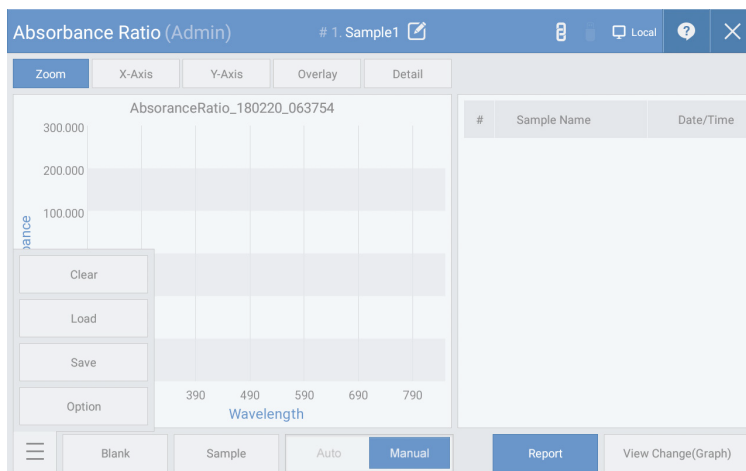 Absorbance Ratio (Admin) # 1. Sample1 Local ?
Zoom X-Axis Y-Axis Overlay Detail
AbsoranceRatio_180220_063754
300.000
200.000
100.000
390 490 590 690 790
Wavelength
# Sample Name Date/Time
Clear
Load
Save
Option
Blank Sample Auto Manual Report View Change(Graph)